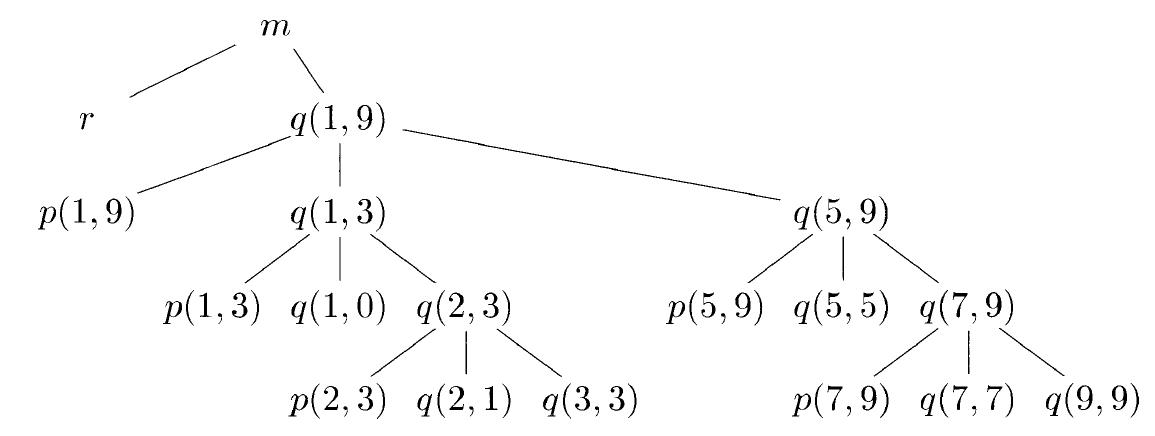 m
r q(1, 9)
p(1, 9) q(1, 3) q(5, 9)
p(1, 3) q(1, 0) q(2, 3) p(5, 9) q(5, 5) q(7, 9)
p(2, 3) q(2, 1) q(3, 3) p(7, 9) q(7, 7) q(9, 9)